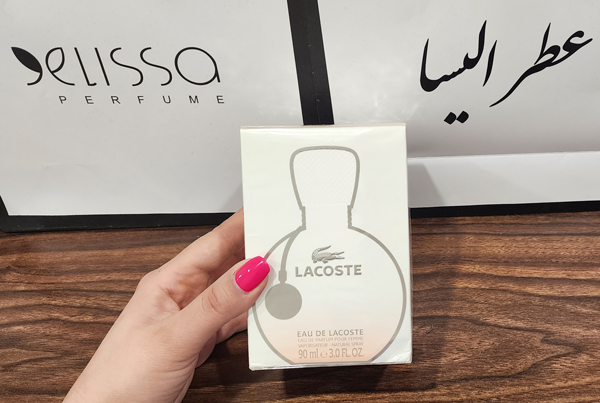 elissa
PERFUME
عطر الیسا
LACOSTE
EAU DE LACOSTE
EAU DE PARFUM POUR FEMME
VAPORISATEUR - NATURAL SPRAY
90 ml e 3.0 FL. OZ.